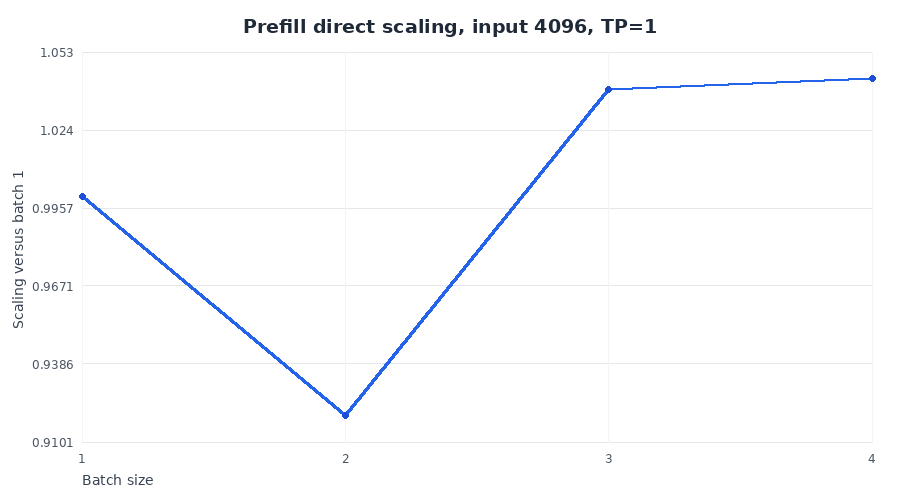 Prefill direct scaling, input 4096, TP=1
1.053
1.024
0.9957
0.9671
0.9386
0.9101
Scaling versus batch 1
1 2 3 4
Batch size